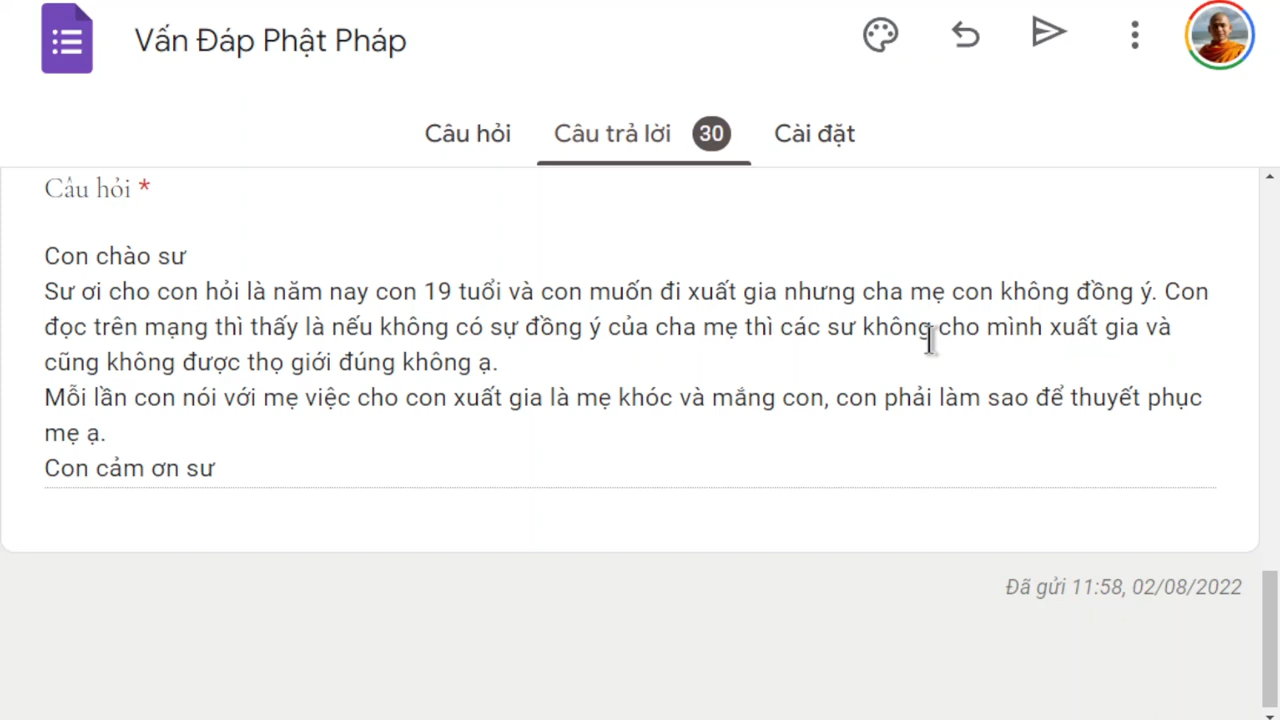 Vấn Đáp Phật Pháp
Câu hỏi
Câu trả lời
30
Cài đặt
Câu hỏi *
Con chào sư
Sư ơi cho con hỏi là năm nay con 19 tuổi và con muốn đi xuất gia nhưng cha mẹ con không đồng ý. Con
đọc trên mạng thì thấy là nếu không có sự đồng ý của cha mẹ thì các sư không cho mình xuất gia và
cũng không được thọ giới đúng không ạ.
Mỗi lần con nói với mẹ việc cho con xuất gia là mẹ khóc và mắng con, con phải làm sao để thuyết phục
mẹ ạ.
Con cảm ơn sư
Đã gửi 11:58, 02/08/2022